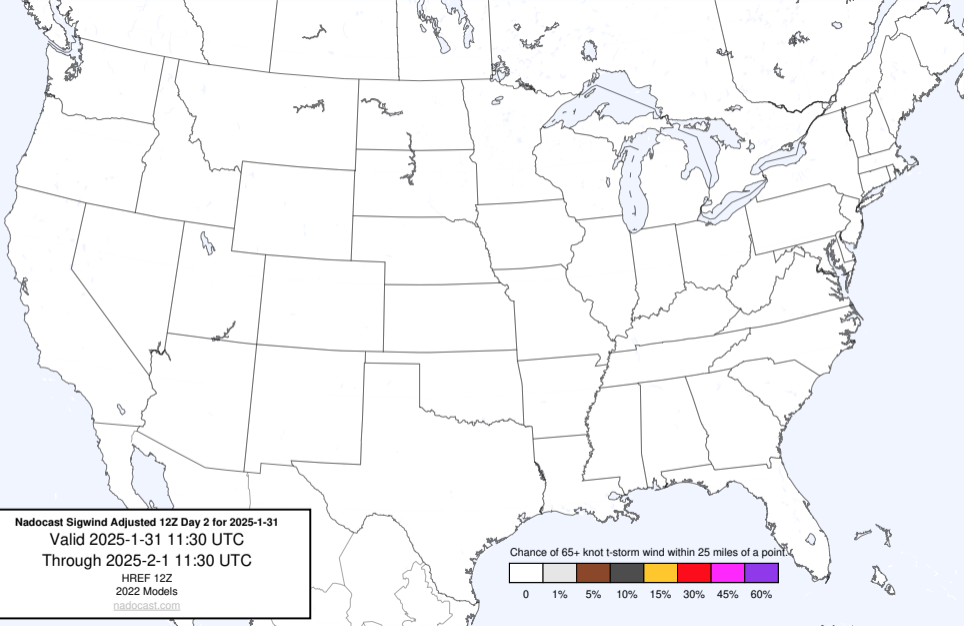 Nadocast Sigwind Adjusted 12Z Day 2 for 2025-1-31
Valid 2025-1-31 11:30 UTC
Through 2025-2-1 11:30 UTC
HREF 12Z
2022 Models
nadocast.com
Chance of 65+ knot t-storm wind within 25 miles of a point.
0 1% 5% 10% 15% 30% 45% 60%